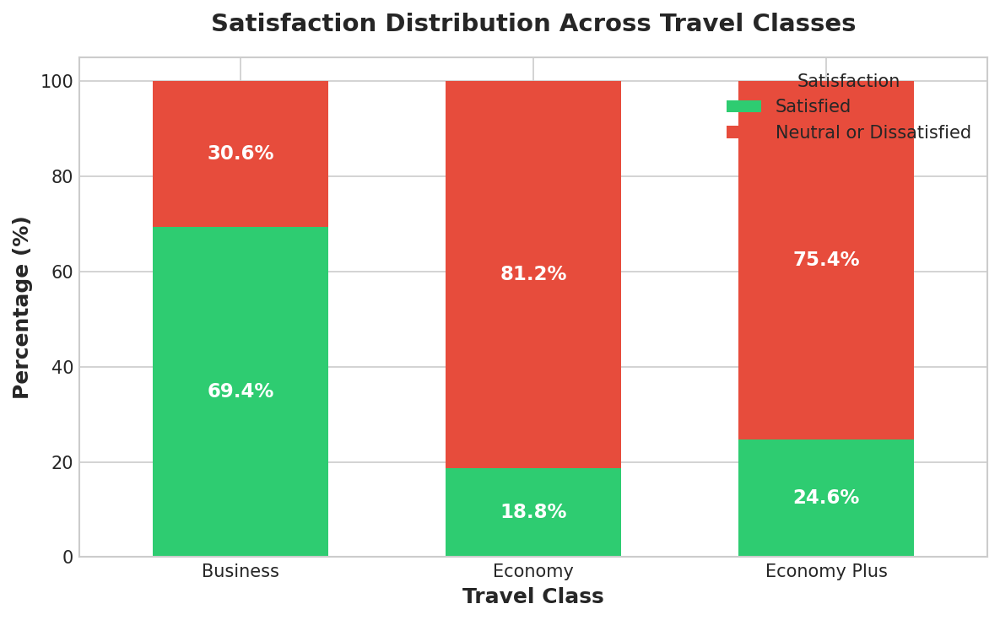 Satisfaction Distribution Across Travel Classes
Percentage (%)
100
80
60
40
20
0
Satisfaction
Satisfied
Neutral or Dissatisfied
30.6%
69.4%
81.2%
18.8%
75.4%
24.6%
Business
Economy
Economy Plus
Travel Class